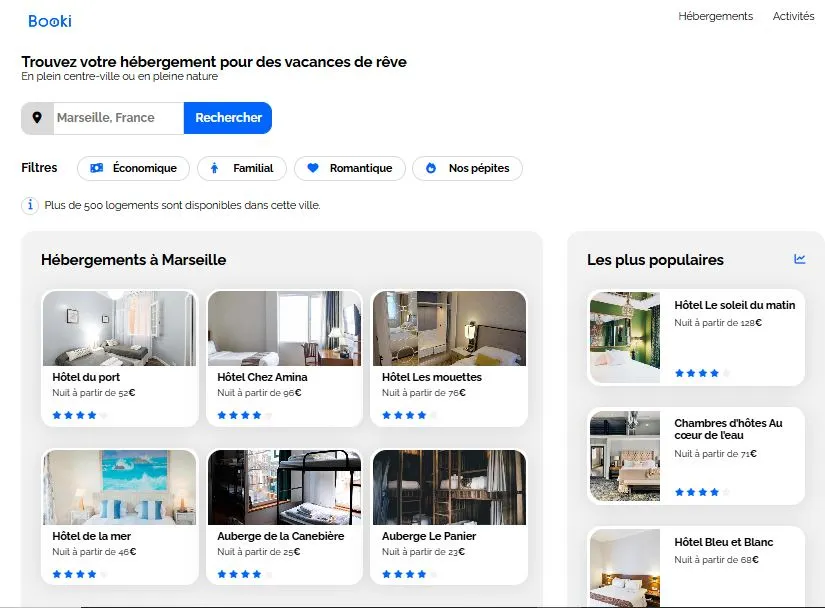 Booki
Hébergements
Activités
Trouvez votre hébergement pour des vacances de rêve
En plein centre-ville ou en pleine nature
Marseille, France
Rechercher
Filtres
Économique
Familial
Romantique
Nos pépites
Plus de 500 logements sont disponibles dans cette ville.
Hébergements à Marseille
Hôtel du port
Nuit à partir de 52€
Hôtel Chez Amina
Nuit à partir de 96€
Hôtel Les mouettes
Nuit à partir de 76€
Hôtel de la mer
Nuit à partir de 46€
Auberge de la Canebière
Nuit à partir de 25€
Auberge Le Panier
Nuit à partir de 23€
Les plus populaires
Hôtel Le soleil du matin
Nuit à partir de 128€
Chambres d'hôtes Au
cœur de l'eau
Nuit à partir de 71€
Hôtel Bleu et Blanc
Nuit à partir de 68€